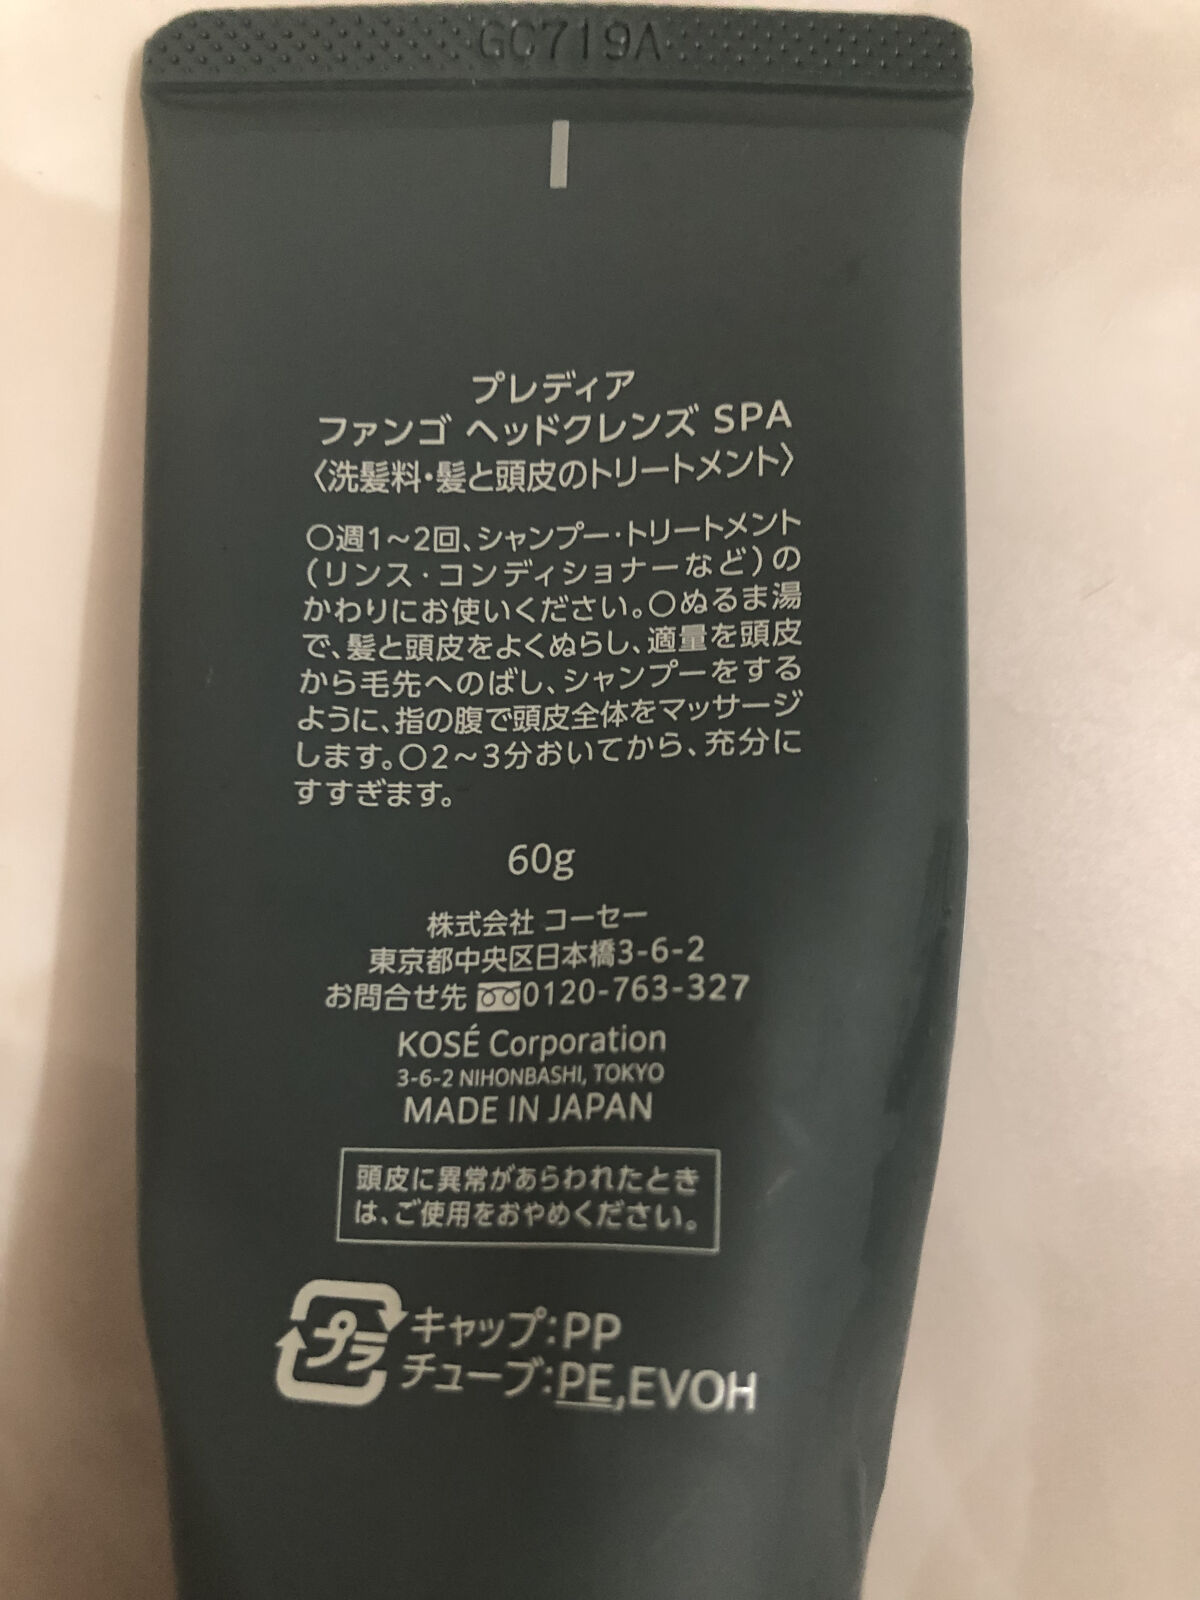 GC719A
プレディア
ファンゴ ヘッドクレンズ SPA
〈洗髪料・髪と頭皮のトリートメント〉
〇週1～2回、シャンプー・トリートメント
(リンス・コンディショナーなど)の
かわりにお使いください。〇ぬるま湯
で、髪と頭皮をよくぬらし、適量を頭皮
から毛先へのばし、シャンプーをする
ように、指の腹で頭皮全体をマッサージ
します。〇2～3分おいてから、充分に
すすぎます。
60g
株式会社 コーセー
東京都中央区日本橋3-6-2
お問合せ先 0120-763-327
KOSÉ Corporation
3-6-2 NIHONBASHI, TOKYO
MADE IN JAPAN
頭皮に異常があらわれたとき
は、ご使用をおやめください。
プラ キャップ:PP
チューブ:PE,EVOH